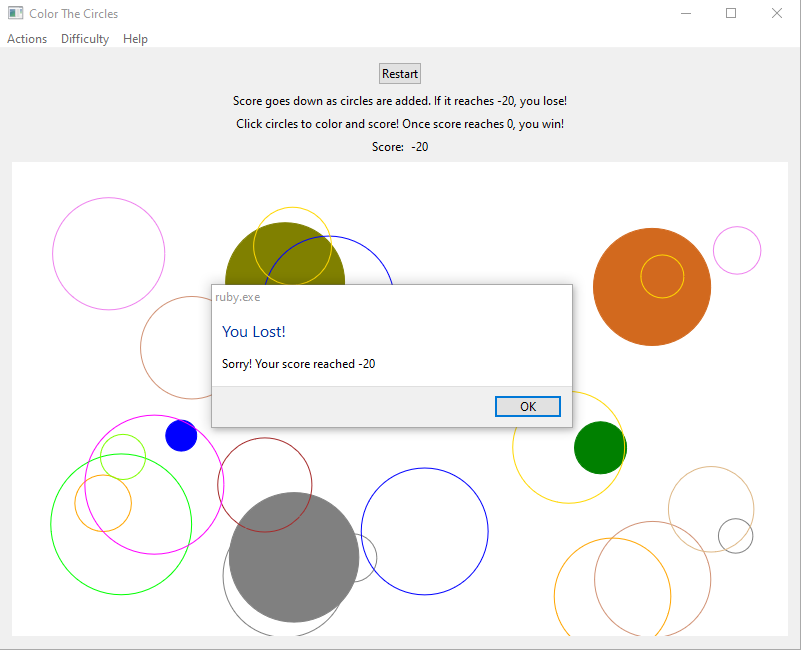 Color The Circles
Actions Difficulty Help
Restart
Score goes down as circles are added. If it reaches -20, you lose!
Click circles to color and score! Once score reaches 0, you win!
Score: -20
ruby.exe
You Lost!
Sorry! Your score reached -20
OK